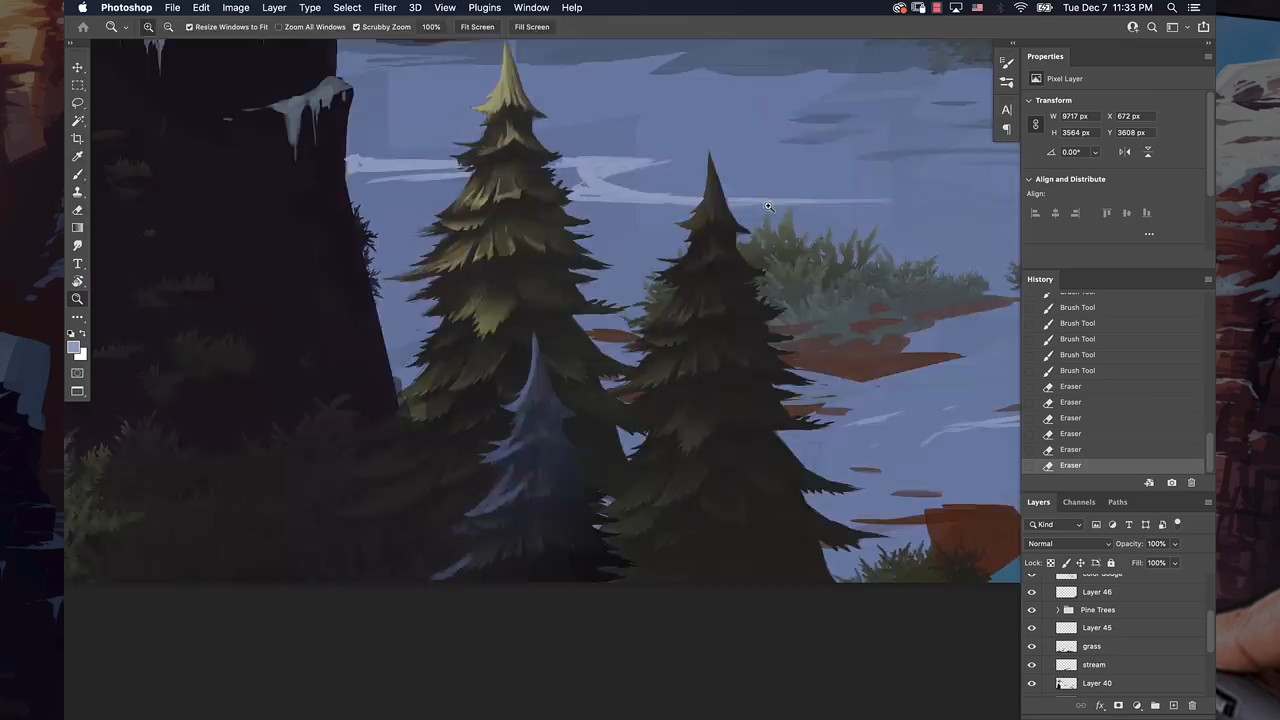 Photoshop File Edit Image Layer Type Select Filter 3D View Plugins Window Help Tue Dec 7 11:33 PM
Resize Windows to Fit Zoom All Windows Scrubby Zoom 100% Fit Screen Fill Screen
Properties
Pixel Layer
Transform
W 9717 px X 672 px
H 3564 px Y 3608 px
0.00°
Align and Distribute
Align:
History
Brush Tool
Brush Tool
Brush Tool
Brush Tool
Brush Tool
Brush Tool
Eraser
Eraser
Eraser
Eraser
Eraser
Eraser
Layers Channels Paths
Kind
Normal Opacity: 100%
Lock: Fill: 100%
Color Dodge
Layer 46
Pine Trees
Layer 45
grass
stream
Layer 40